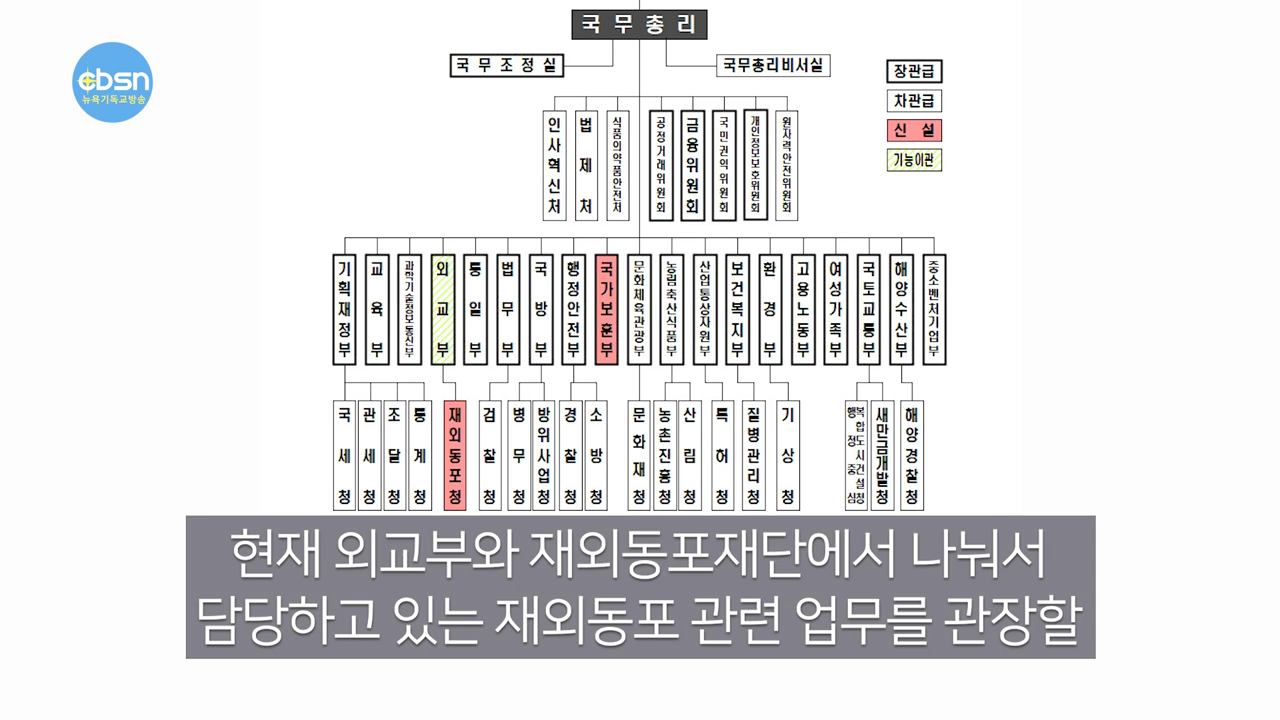 국무총리
국무조정실
국무총리비서실
cbsn
뉴욕기독교방송
장관급
차관급
신 설
기능이관
인사혁신처
법제처
식품의약품안전처
공정거래위원회
금융위원회
국민권익위원회
개인정보보호위원회
원자력안전위원회
기획재정부
교육부
과학기술정보통신부
외교부
통일부
법무부
국방부
행정안전부
국가보훈부
문화체육관광부
농림축산식품부
산업통상자원부
보건복지부
환경부
고용노동부
여성가족부
국토교통부
해양수산부
중소벤처기업부
국세청
관세청
조달청
통계청
재외동포청
검찰청
병무청
방위사업청
경찰청
소방청
문화재청
농촌진흥청
산림청
특허청
질병관리청
기상청
행정중심
복합도시건설청
새만금개발청
해양경찰청
현재 외교부와 재외동포재단에서 나눠서
담당하고 있는 재외동포 관련 업무를 관장할